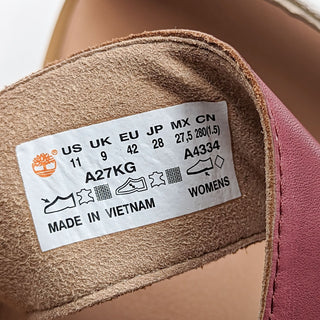 US UK EU JP MX CN
11 9 42 28 27,5 280(1.5)
A27KG A4334
WOMENS
MADE IN VIETNAM